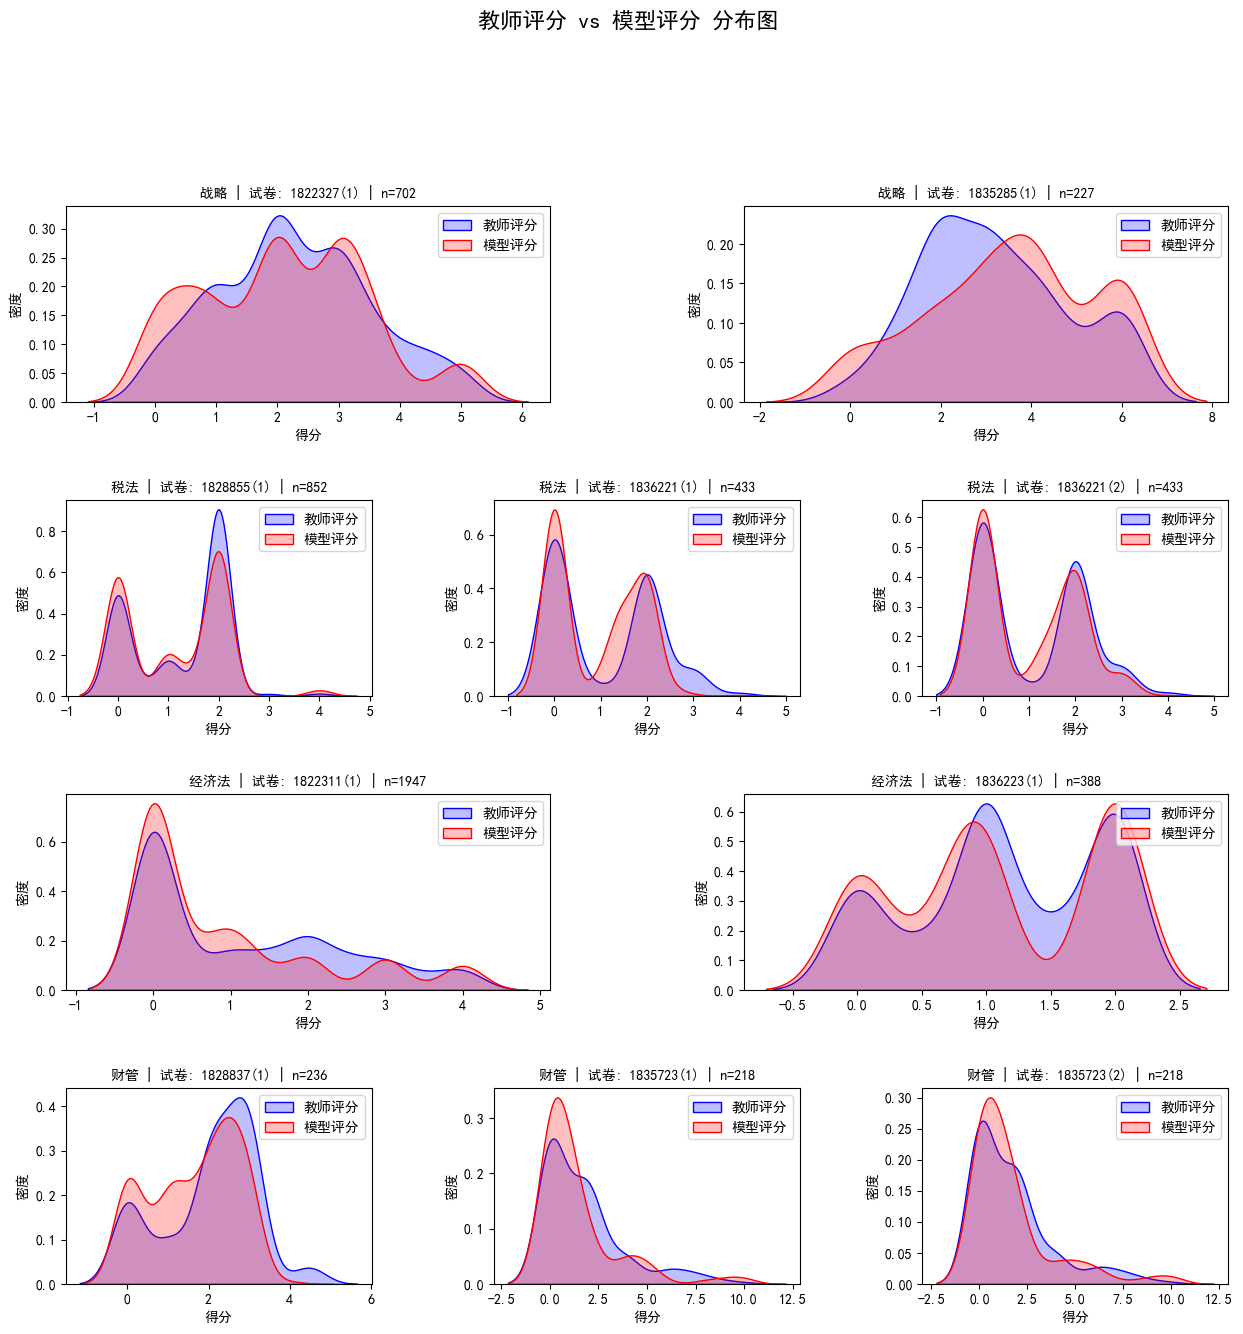 教师评分 vs 模型评分 分布图
战略 | 试卷: 1822327(1) | n=702
密度
0.00 0.05 0.10 0.15 0.20 0.25 0.30
−1 0 1 2 3 4 5 6
得分
教师评分
模型评分
战略 | 试卷: 1835285(1) | n=227
密度
0.00 0.05 0.10 0.15 0.20
−2 0 2 4 6 8
得分
教师评分
模型评分
税法 | 试卷: 1828855(1) | n=852
密度
0.0 0.2 0.4 0.6 0.8
−1 0 1 2 3 4 5
得分
教师评分
模型评分
税法 | 试卷: 1836221(1) | n=433
密度
0.0 0.2 0.4 0.6
−1 0 1 2 3 4 5
得分
教师评分
模型评分
税法 | 试卷: 1836221(2) | n=433
密度
0.0 0.1 0.2 0.3 0.4 0.5 0.6
−1 0 1 2 3 4 5
得分
教师评分
模型评分
经济法 | 试卷: 1822311(1) | n=1947
密度
0.0 0.2 0.4 0.6
−1 0 1 2 3 4 5
得分
教师评分
模型评分
经济法 | 试卷: 1836223(1) | n=388
密度
0.0 0.1 0.2 0.3 0.4 0.5 0.6
−0.5 0.0 0.5 1.0 1.5 2.0 2.5
得分
教师评分
模型评分
财管 | 试卷: 1828837(1) | n=236
密度
0.0 0.1 0.2 0.3 0.4
0 2 4 6
得分
教师评分
模型评分
财管 | 试卷: 1835723(1) | n=218
密度
0.0 0.1 0.2 0.3
−2.5 0.0 2.5 5.0 7.5 10.0 12.5
得分
教师评分
模型评分
财管 | 试卷: 1835723(2) | n=218
密度
0.00 0.05 0.10 0.15 0.20 0.25 0.30
−2.5 0.0 2.5 5.0 7.5 10.0 12.5
得分
教师评分
模型评分